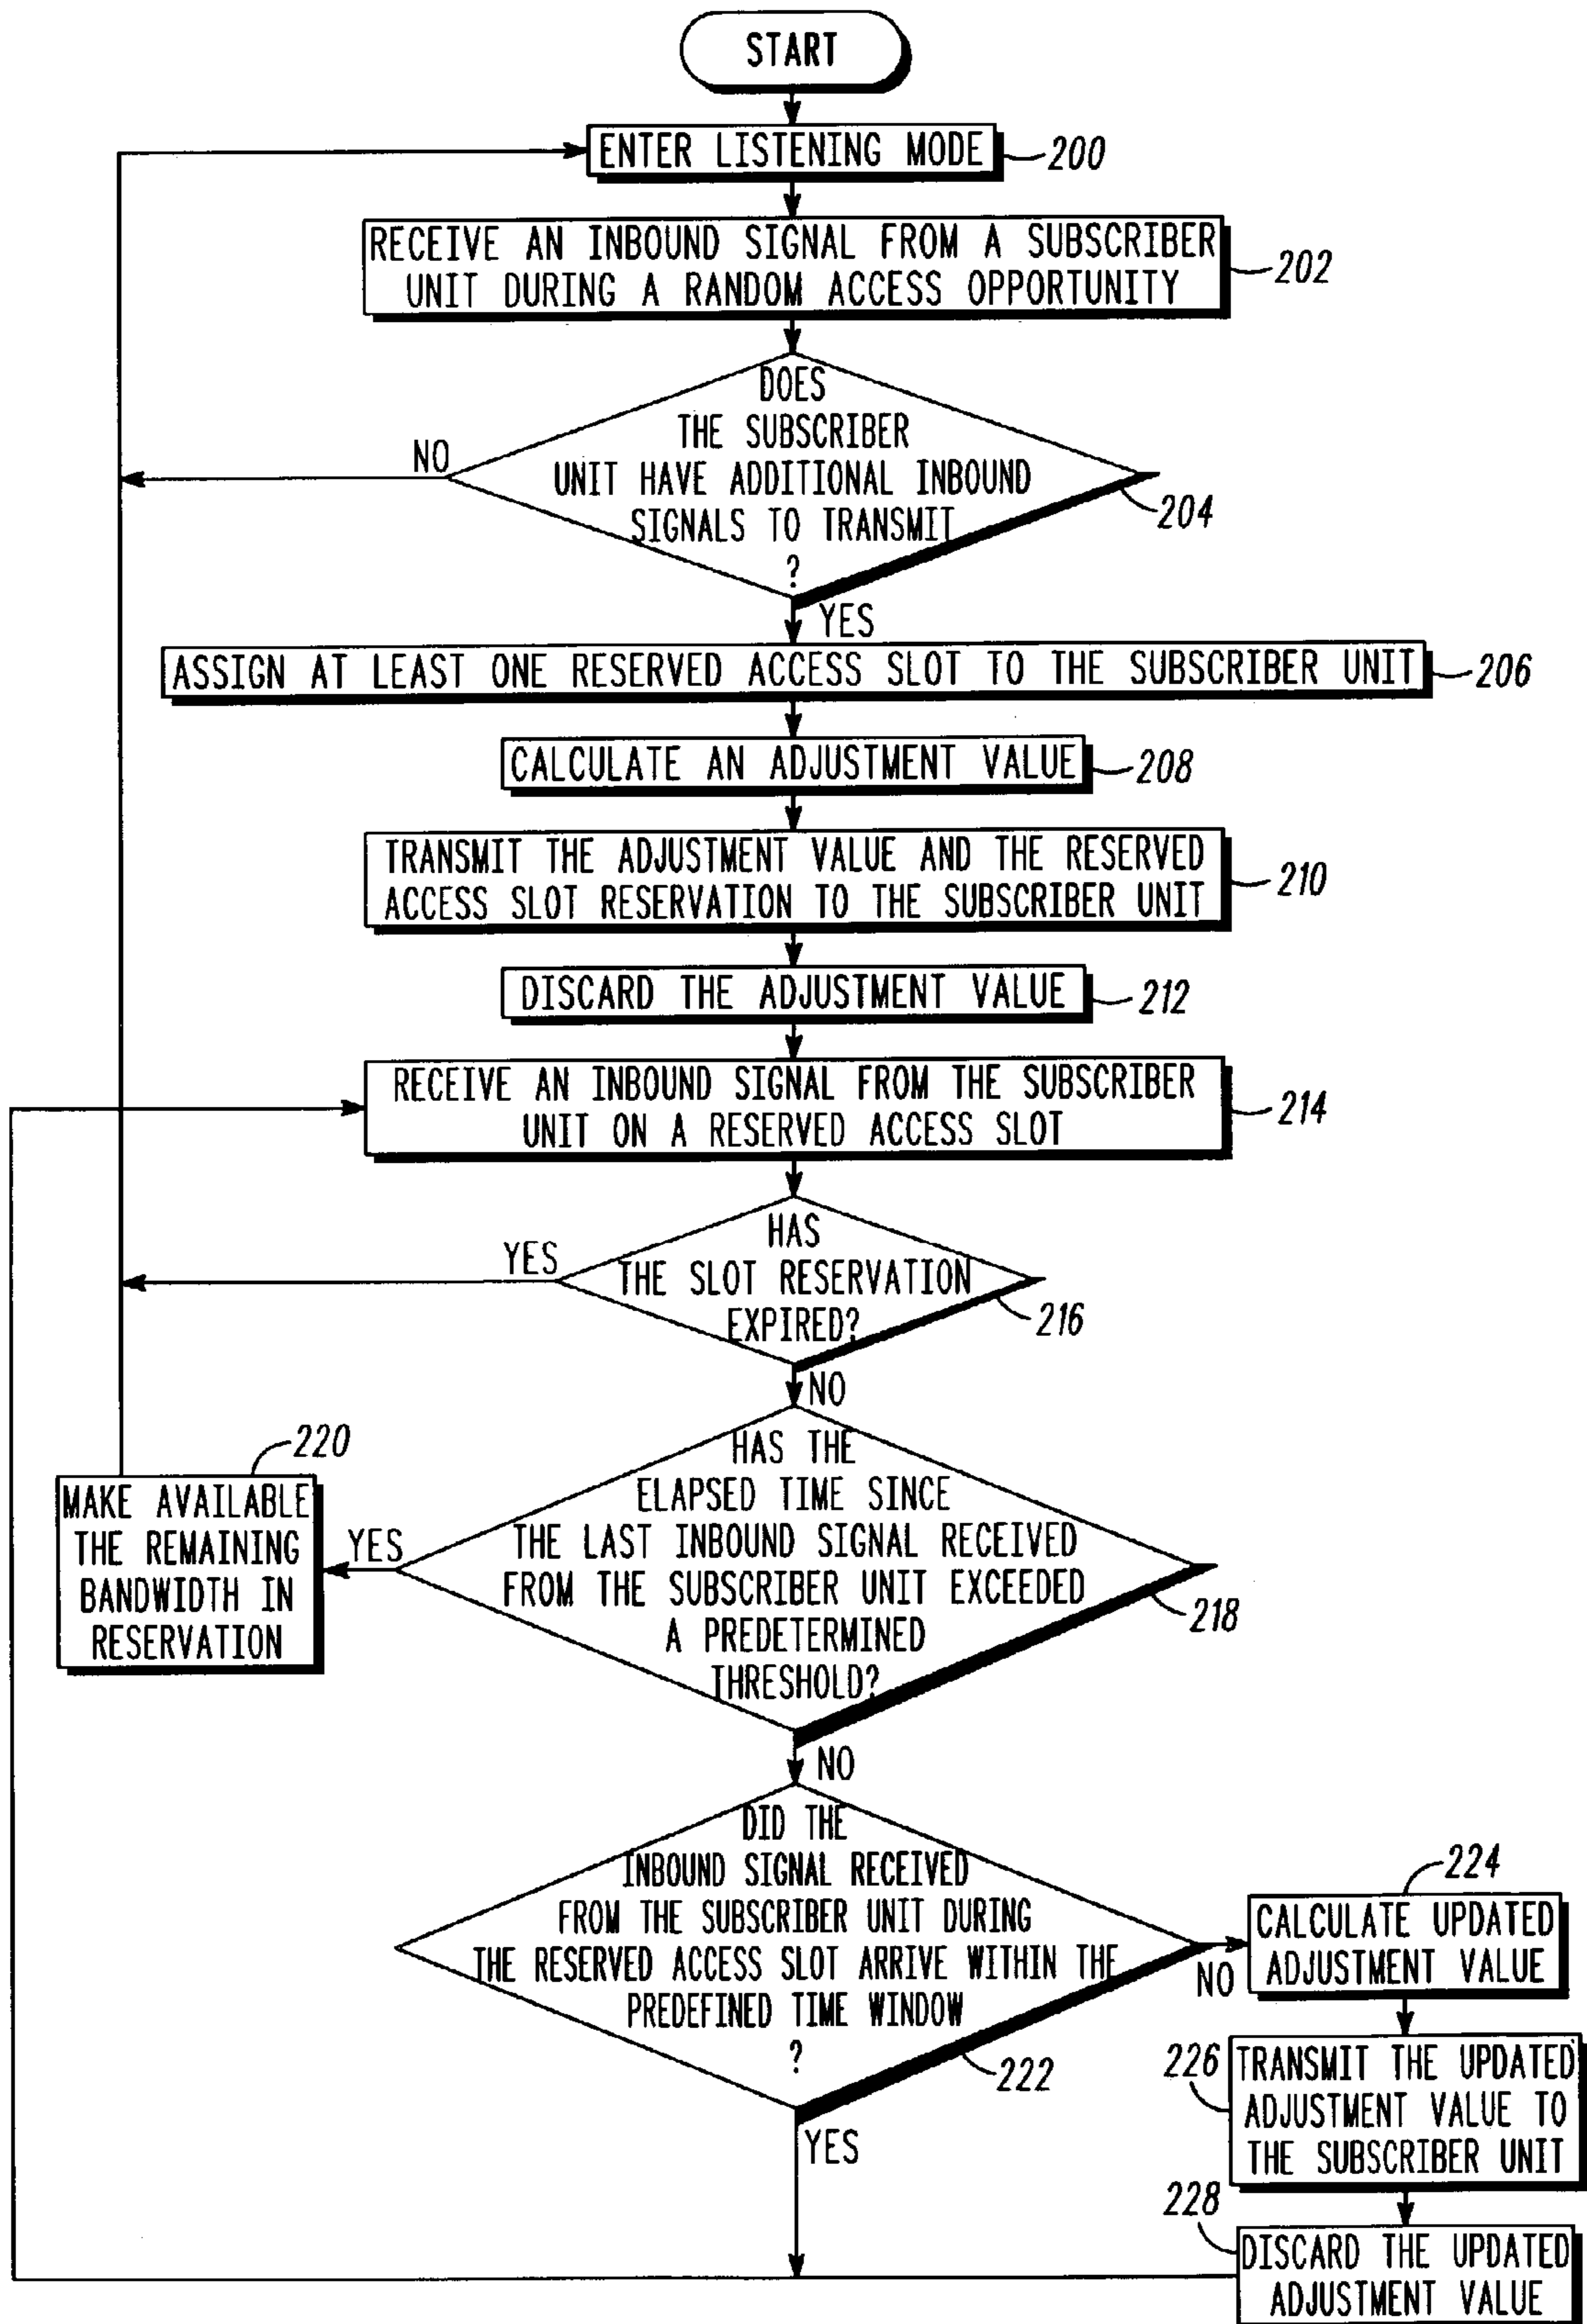 START
ENTER LISTENING MODE
200
RECEIVE AN INBOUND SIGNAL FROM A SUBSCRIBER
UNIT DURING A RANDOM ACCESS OPPORTUNITY
202
DOES
THE SUBSCRIBER
UNIT HAVE ADDITIONAL INBOUND
SIGNALS TO TRANSMIT
?
NO
204
YES
ASSIGN AT LEAST ONE RESERVED ACCESS SLOT TO THE SUBSCRIBER UNIT
206
CALCULATE AN ADJUSTMENT VALUE
208
TRANSMIT THE ADJUSTMENT VALUE AND THE RESERVED
ACCESS SLOT RESERVATION TO THE SUBSCRIBER UNIT
210
DISCARD THE ADJUSTMENT VALUE
212
RECEIVE AN INBOUND SIGNAL FROM THE SUBSCRIBER
UNIT ON A RESERVED ACCESS SLOT
214
HAS
THE SLOT RESERVATION
EXPIRED?
YES
216
NO
HAS THE
ELAPSED TIME SINCE
THE LAST INBOUND SIGNAL RECEIVED
FROM THE SUBSCRIBER UNIT EXCEEDED
A PREDETERMINED
THRESHOLD?
218
YES
220
MAKE AVAILABLE
THE REMAINING
BANDWIDTH IN
RESERVATION
NO
DID THE
INBOUND SIGNAL RECEIVED
FROM THE SUBSCRIBER UNIT DURING
THE RESERVED ACCESS SLOT ARRIVE WITHIN THE
PREDEFINED TIME WINDOW
?
222
NO
224
CALCULATE UPDATED
ADJUSTMENT VALUE
226
TRANSMIT THE UPDATED
ADJUSTMENT VALUE TO
THE SUBSCRIBER UNIT
YES
228
DISCARD THE UPDATED
ADJUSTMENT VALUE